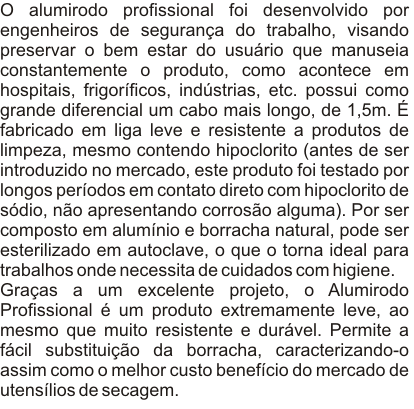 O alumirodo profissional foi desenvolvido por
engenheiros de segurança do trabalho, visando
preservar o bem estar do usuário que manuseia
constantemente o produto, como acontece em
hospitais, frigoríficos, indústrias, etc. possui como
grande diferencial um cabo mais longo, de 1,5m. É
fabricado em liga leve e resistente a produtos de
limpeza, mesmo contendo hipoclorito (antes de ser
introduzido no mercado, este produto foi testado por
longos períodos em contato direto com hipoclorito de
sódio, não apresentando corrosão alguma). Por ser
composto em alumínio e borracha natural, pode ser
esterilizado em autoclave, o que o torna ideal para
trabalhos onde necessita de cuidados com higiene.
Graças a um excelente projeto, o Alumirodo
Profissional é um produto extremamente leve, ao
mesmo que muito resistente e durável. Permite a
fácil substituição da borracha, caracterizando-o
assim como o melhor custo benefício do mercado de
utensílios de secagem.